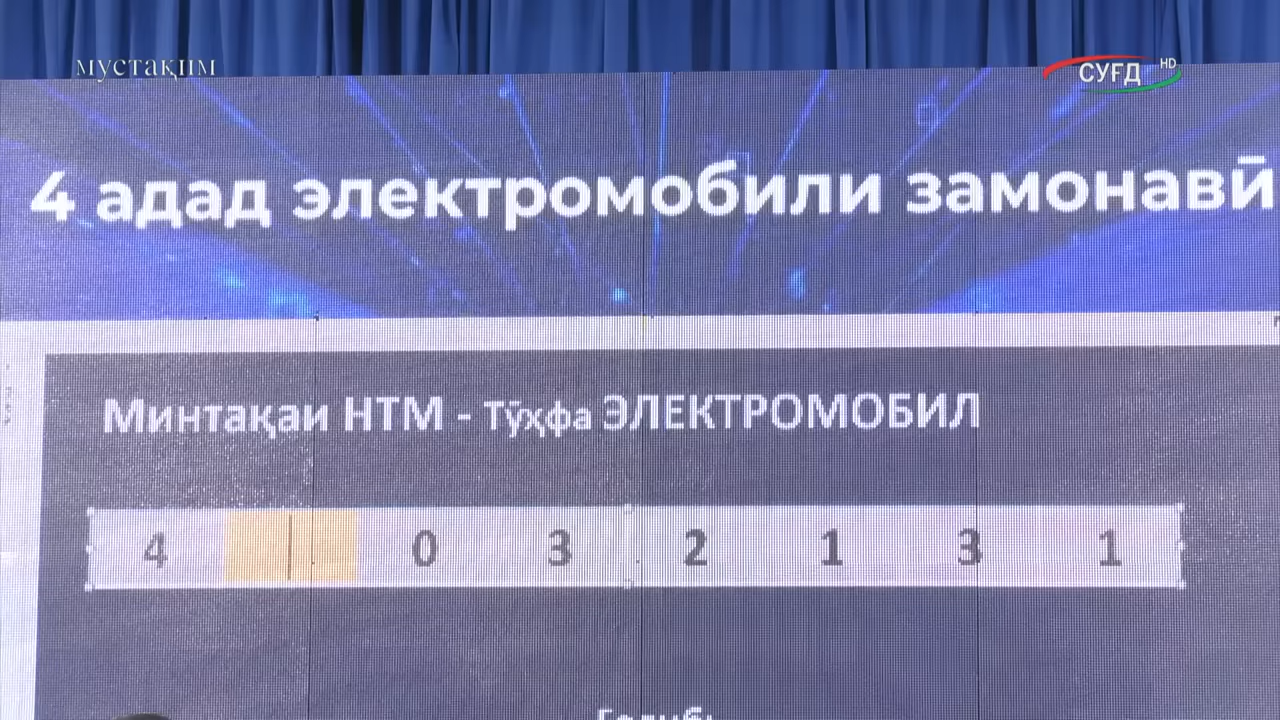 мустақим
СУҒД HD
4 адад электромобили замонавӣ
Минтақаи НТМ - Тӯҳфа ЭЛЕКТРОМОБИЛ
4 0 3 2 1 3 1